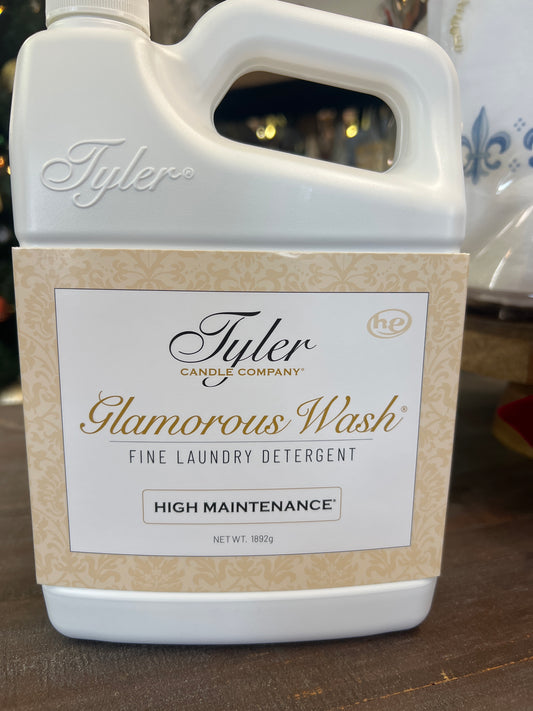 Tyler®
he
Tyler
CANDLE COMPANY®
Glamorous Wash®
FINE LAUNDRY DETERGENT
HIGH MAINTENANCE®
NET WT. 1892g